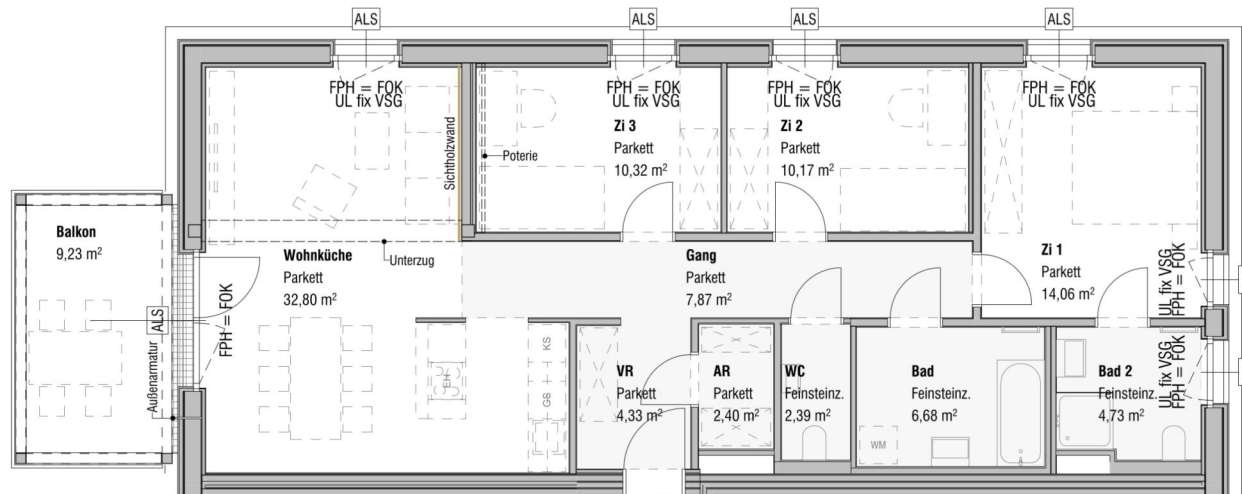 ALS
ALS
ALS
ALS
FPH = FOK
UL fix VSG
FPH = FOK
UL fix VSG
FPH = FOK
UL fix VSG
FPH = FOK
UL fix VSG
Sichtholzwand
Zi 3
Parkett
10,32 m²
Poterie
Zi 2
Parkett
10,17 m²
Balkon
9,23 m²
Wohnküche
Parkett
32,80 m²
Unterzug
Gang
Parkett
7,87 m²
Zi 1
Parkett
14,06 m²
UL fix VSG
FPH = FOK
ALS
FPH = FOK
Außenarmatur
EH
KS
GS
VR
Parkett
4,33 m²
AR
Parkett
2,40 m²
WC
Feinsteinz.
2,39 m²
Bad
Feinsteinz.
6,68 m²
WM
Bad 2
Feinsteinz.
4,73 m²
UL fix VSG
FPH = FOK